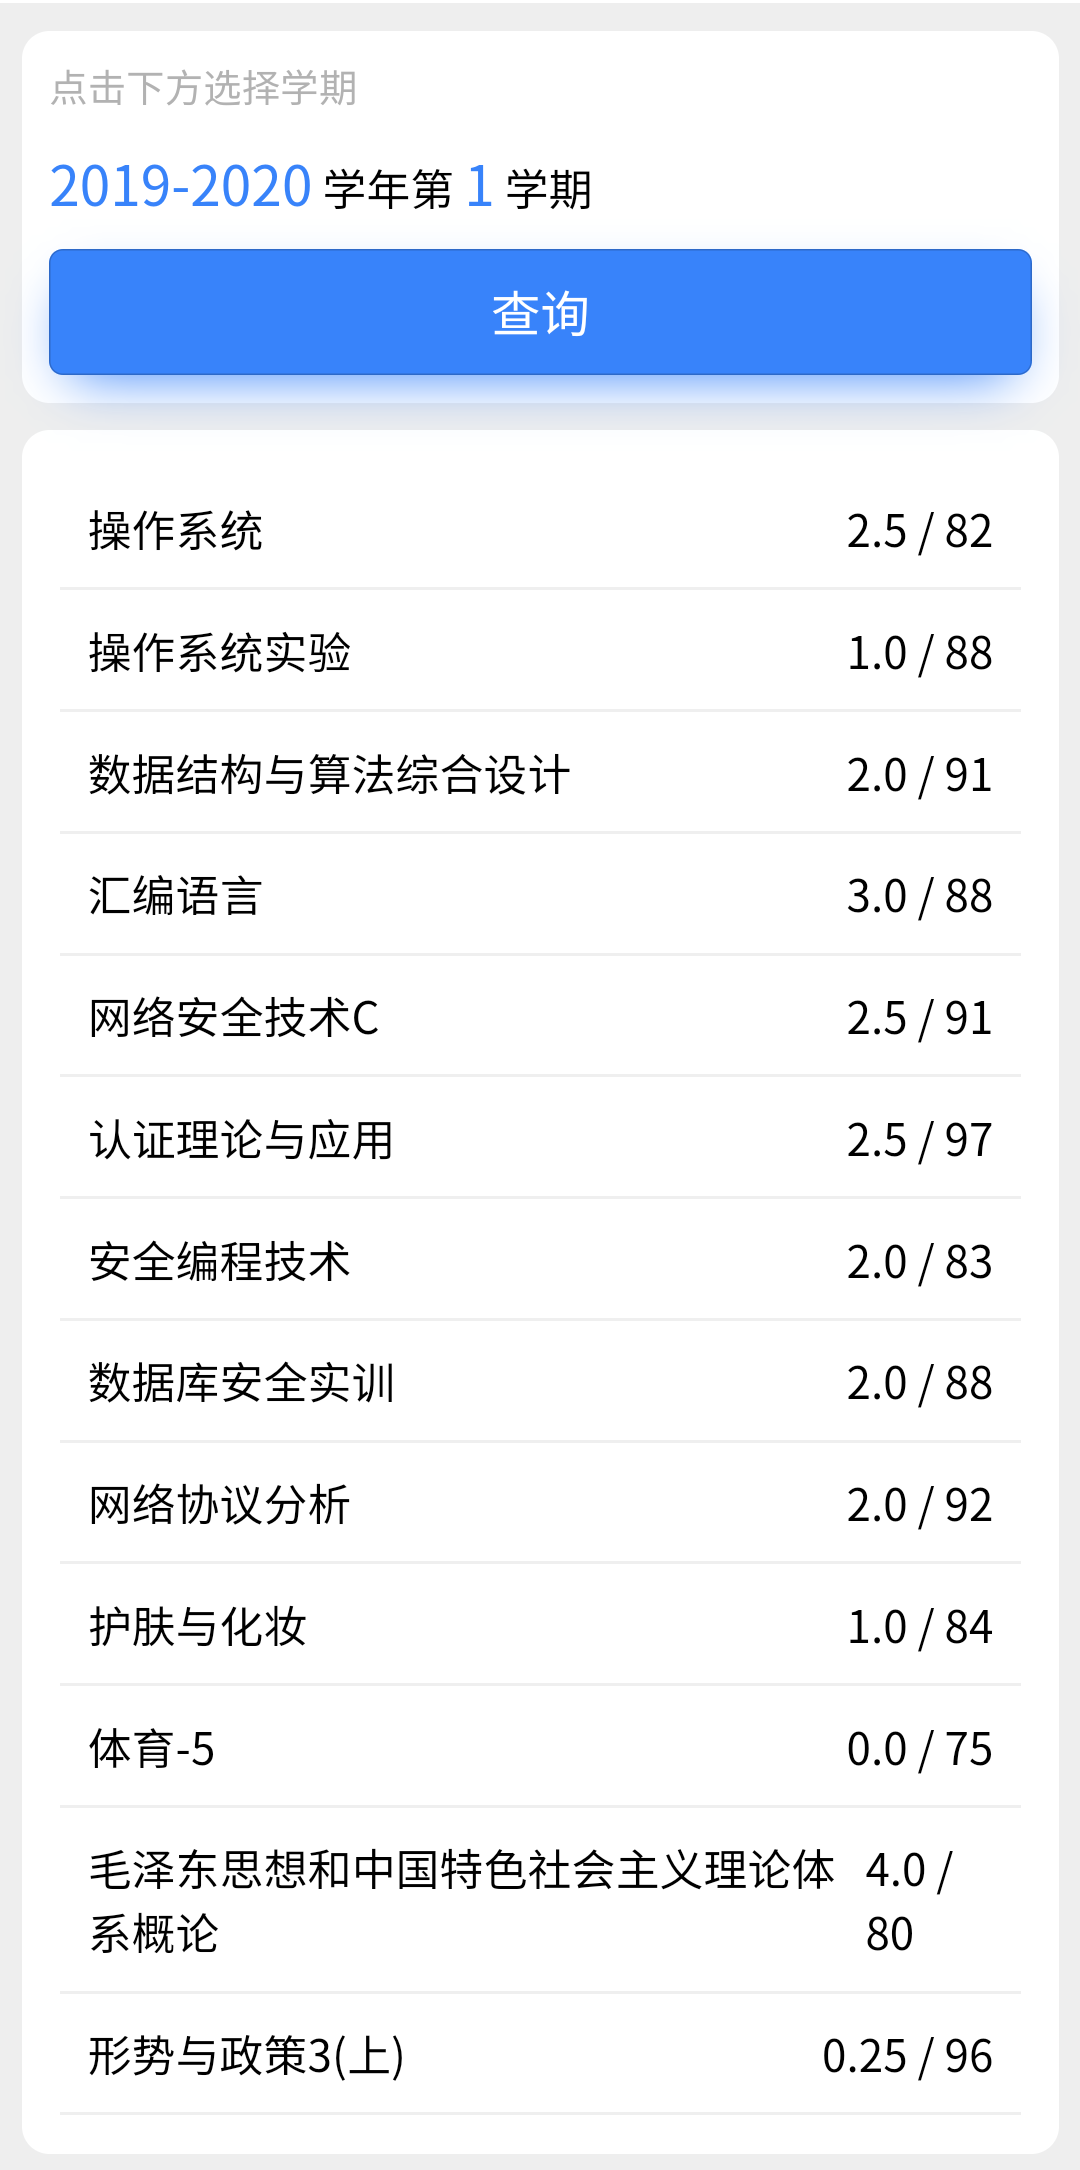 点击下方选择学期
2019-2020 学年第 1 学期
查询
操作系统 2.5 / 82
操作系统实验 1.0 / 88
数据结构与算法综合设计 2.0 / 91
汇编语言 3.0 / 88
网络安全技术C 2.5 / 91
认证理论与应用 2.5 / 97
安全编程技术 2.0 / 83
数据库安全实训 2.0 / 88
网络协议分析 2.0 / 92
护肤与化妆 1.0 / 84
体育-5 0.0 / 75
毛泽东思想和中国特色社会主义理论体 4.0 /
系概论 80
形势与政策3(上) 0.25 / 96